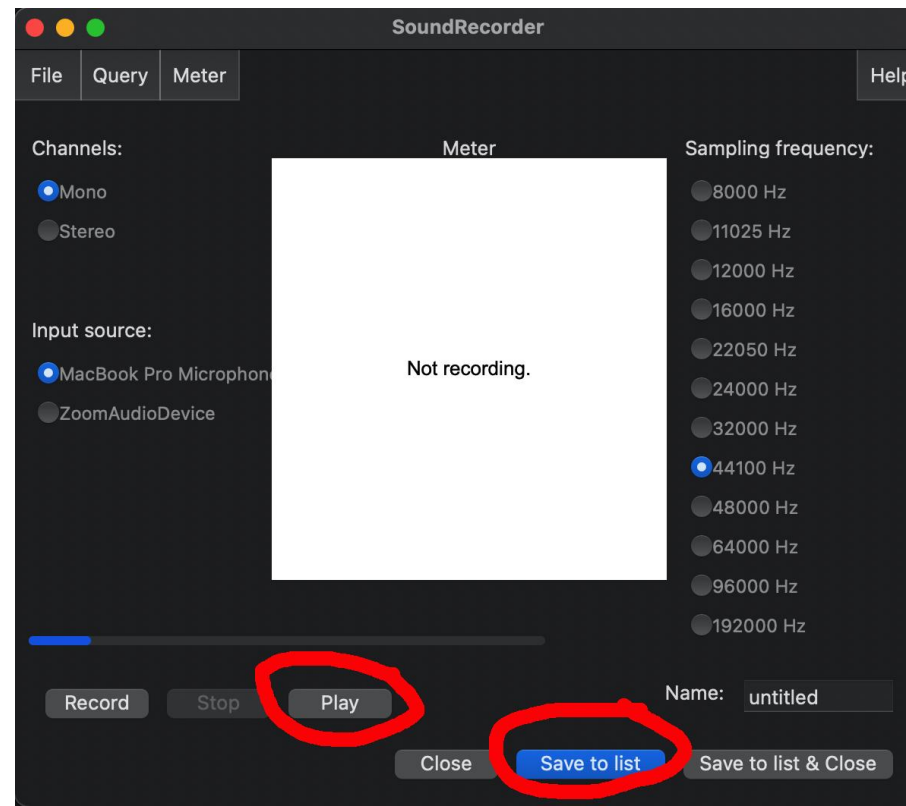 SoundRecorder
File Query Meter Help
Channels:
Mono
Stereo
Input source:
MacBook Pro Microphone
ZoomAudioDevice
Meter
Not recording.
Sampling frequency:
8000 Hz
11025 Hz
12000 Hz
16000 Hz
22050 Hz
24000 Hz
32000 Hz
44100 Hz
48000 Hz
64000 Hz
96000 Hz
192000 Hz
Record Stop Play
Name: untitled
Close Save to list Save to list & Close